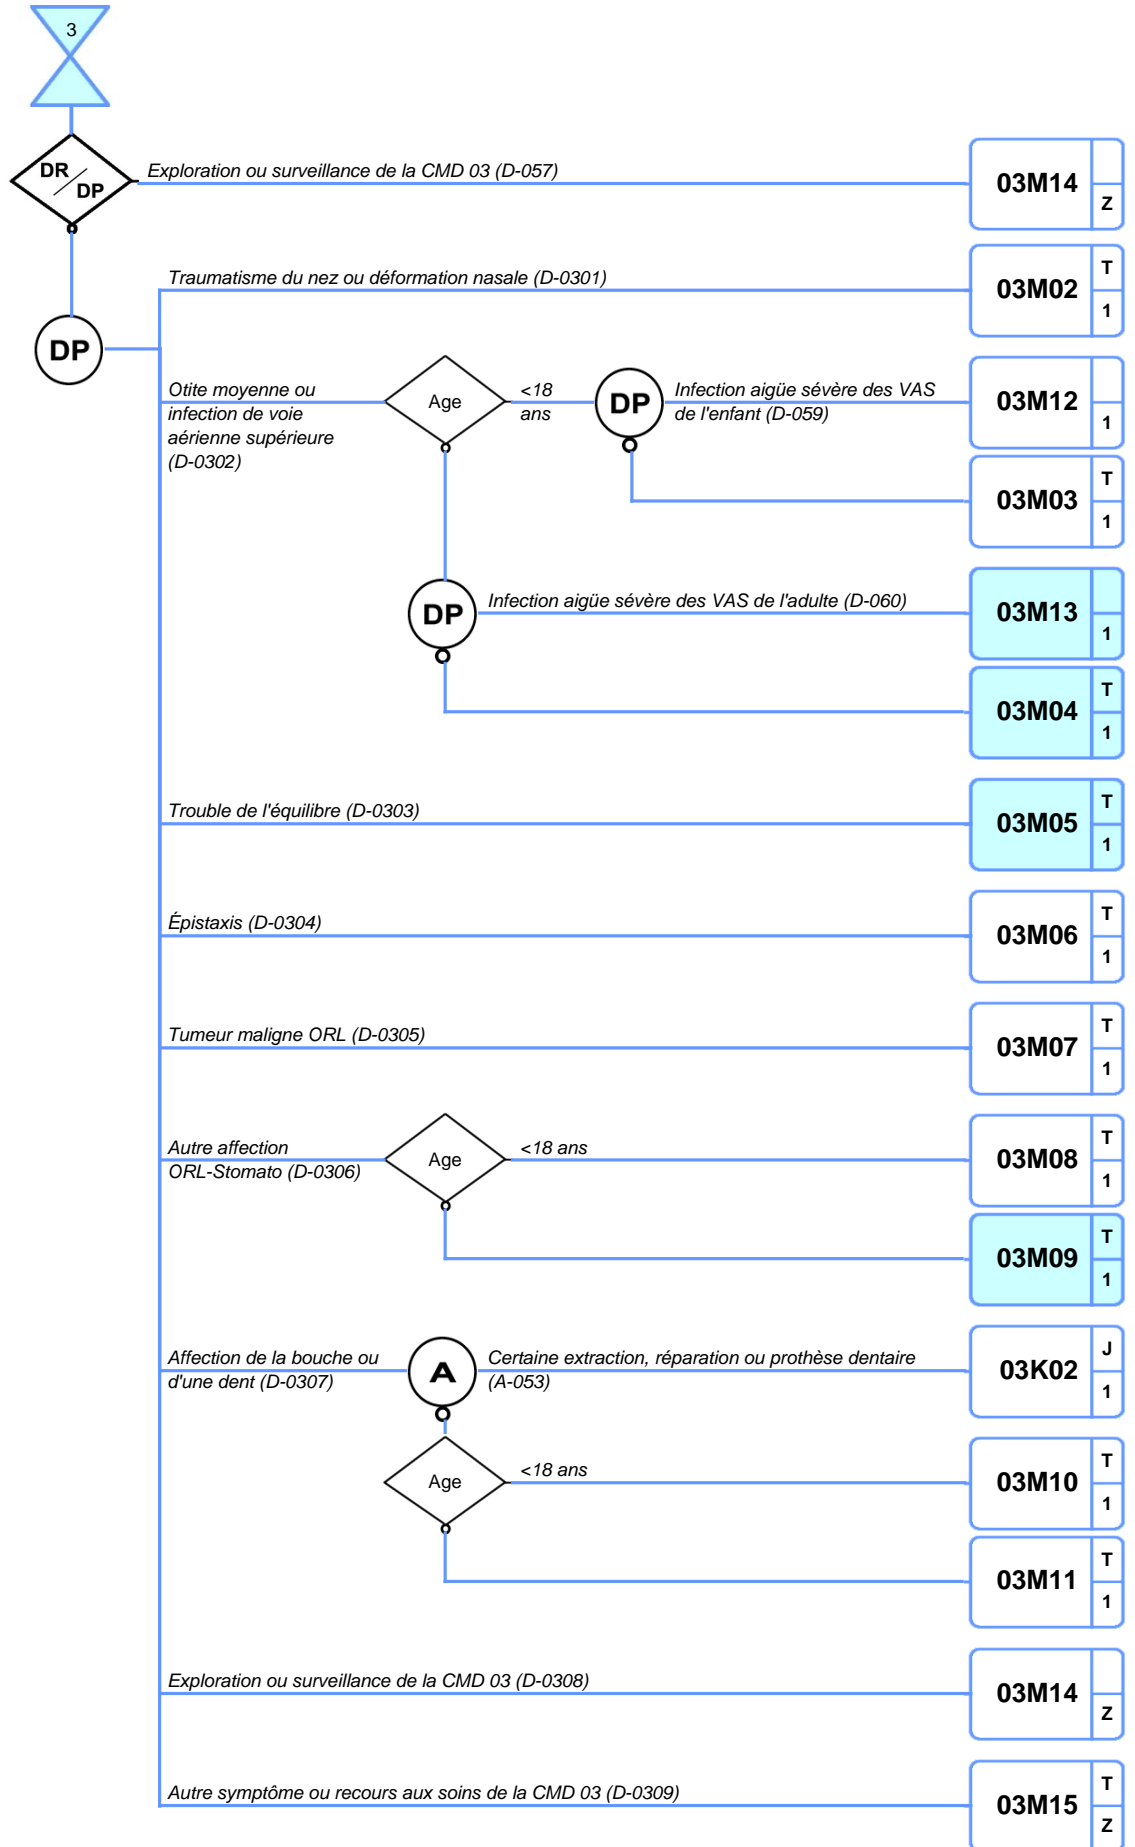 3
DR
DP
Exploration ou surveillance de la CMD 03 (D-057)
03M14
Z
Traumatisme du nez ou déformation nasale (D-0301)
03M02
T
1
DP
Otite moyenne ou
infection de voie
aérienne supérieure
(D-0302)
Age
<18
ans
DP
Infection aigüe sévère des VAS
de l'enfant (D-059)
03M12
1
03M03
T
1
DP
Infection aigüe sévère des VAS de l'adulte (D-060)
03M13
1
03M04
T
1
Trouble de l'équilibre (D-0303)
03M05
T
1
Épistaxis (D-0304)
03M06
T
1
Tumeur maligne ORL (D-0305)
03M07
T
1
Autre affection
ORL-Stomato (D-0306)
Age
<18 ans
03M08
T
1
03M09
T
1
Affection de la bouche ou
d'une dent (D-0307)
A
Certaine extraction, réparation ou prothèse dentaire
(A-053)
03K02
J
1
Age
<18 ans
03M10
T
1
03M11
T
1
Exploration ou surveillance de la CMD 03 (D-0308)
03M14
Z
Autre symptôme ou recours aux soins de la CMD 03 (D-0309)
03M15
T
Z